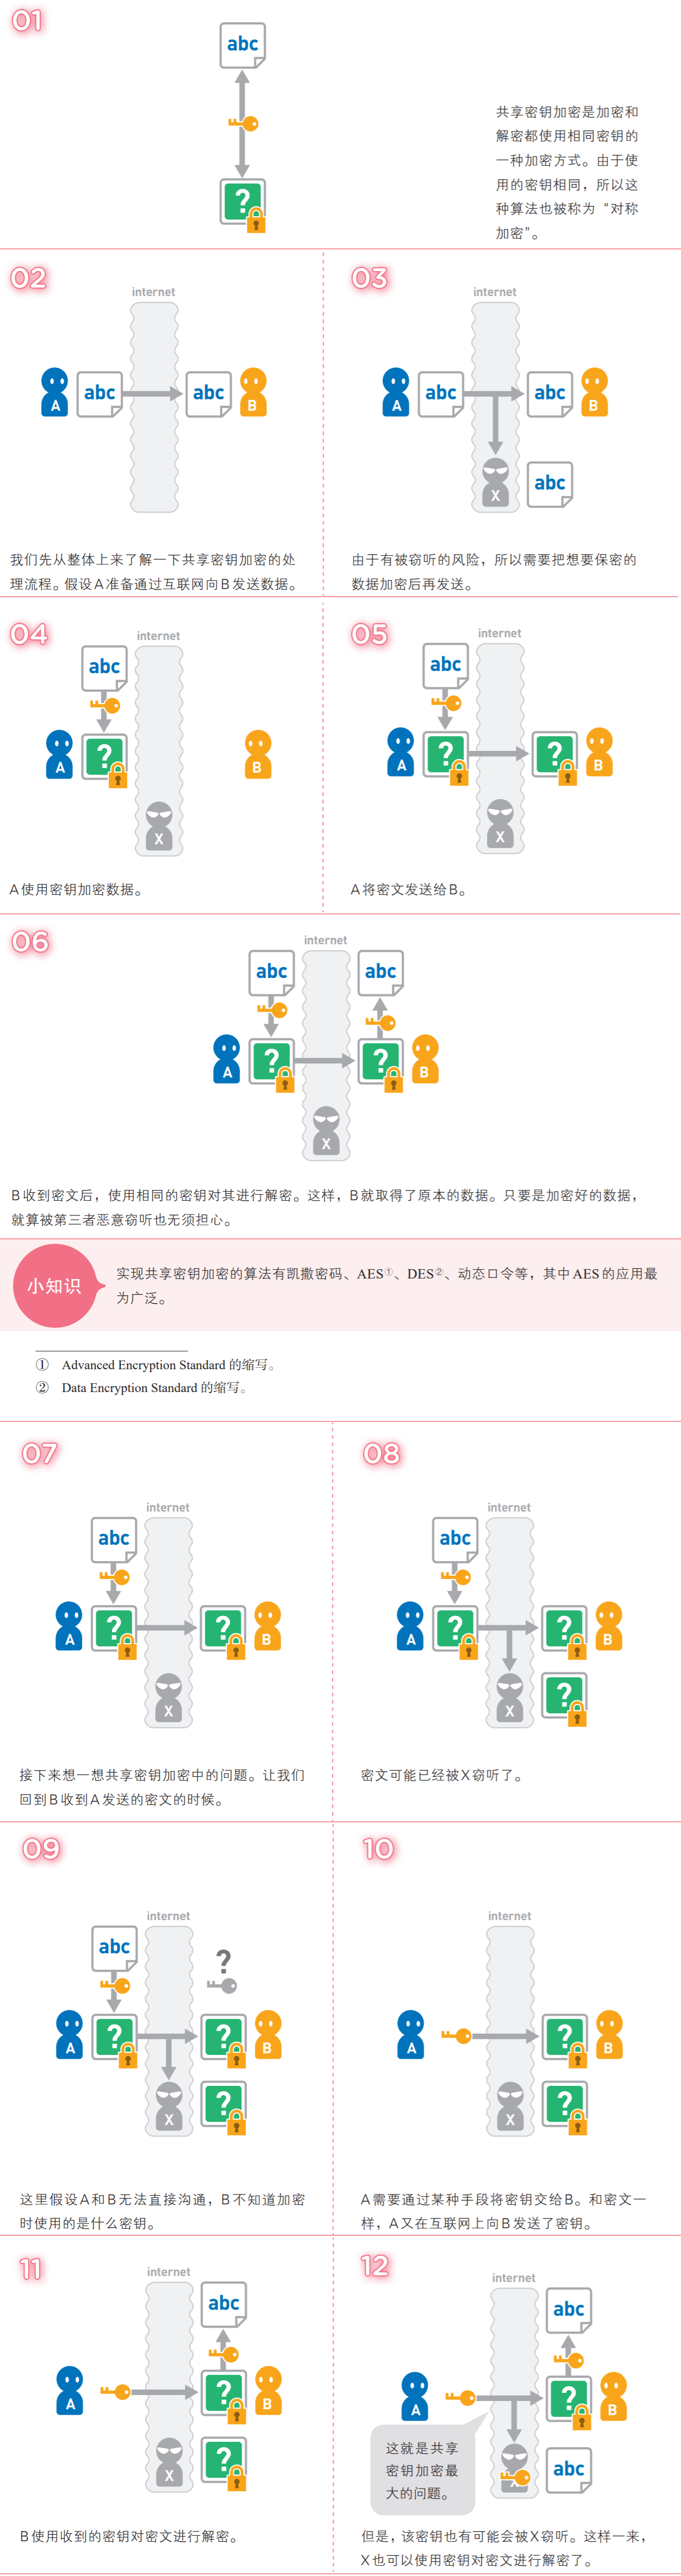 01
abc
?
共享密钥加密是加密和
解密都使用相同密钥的
一种加密方式。由于使
用的密钥相同，所以这
种算法也被称为“对称
加密”。
02
internet
A
abc
abc
B
我们先从整体上来了解一下共享密钥加密的处
理流程。假设A准备通过互联网向B发送数据。
03
internet
A
abc
abc
B
X
abc
由于有被窃听的风险，所以需要把想要保密的
数据加密后再发送。
04
internet
abc
A
?
B
X
A使用密钥加密数据。
05
internet
abc
A
?
?
B
X
A将密文发送给B。
06
internet
abc
abc
A
?
?
B
X
B收到密文后，使用相同的密钥对其进行解密。这样，B就取得了原本的数据。只要是加密好的数据，
就算被第三者恶意窃听也无须担心。
小知识
实现共享密钥加密的算法有凯撒密码、AES①、DES②、动态口令等，其中AES的应用最
为广泛。
① Advanced Encryption Standard 的缩写。
② Data Encryption Standard 的缩写。
07
internet
abc
A
?
?
B
X
接下来想一想共享密钥加密中的问题。让我们
回到B收到A发送的密文的时候。
08
internet
abc
A
?
?
B
X
?
密文可能已经被X窃听了。
09
internet
abc
?
A
?
?
B
X
?
这里假设A和B无法直接沟通，B不知道加密
时使用的是什么密钥。
10
internet
A
?
B
X
?
A需要通过某种手段将密钥交给B。和密文一
样，A又在互联网上向B发送了密钥。
11
internet
abc
A
?
B
X
?
B使用收到的密钥对密文进行解密。
12
internet
abc
A
?
B
这就是共享
密钥加密最
大的问题。
X
abc
但是，该密钥也有可能会被X窃听。这样一来，
X也可以使用密钥对密文进行解密了。